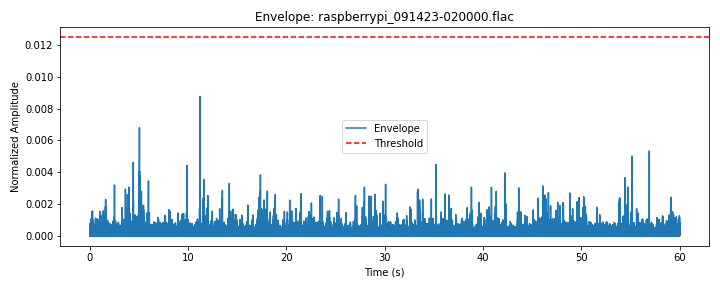 Envelope: raspberrypi_091423-020000.flac
Normalized Amplitude
0.012
0.010
0.008
0.006
0.004
0.002
0.000
Envelope
Threshold
0 10 20 30 40 50 60
Time (s)